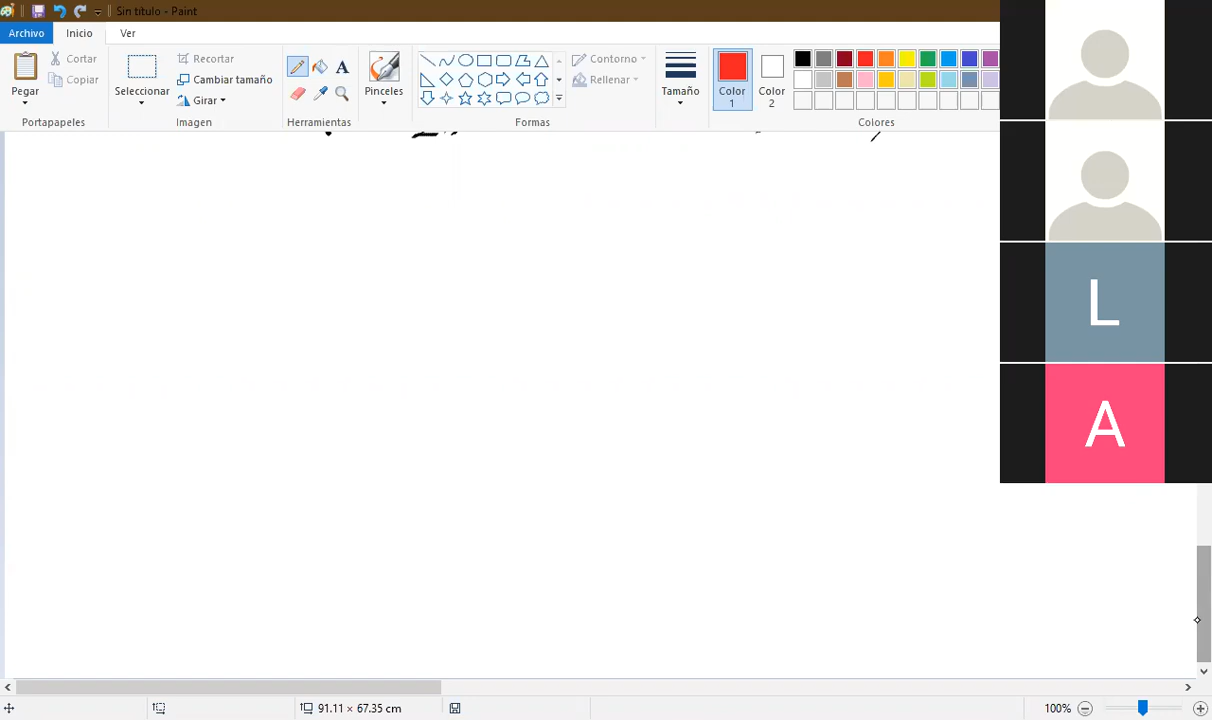 Sin título - Paint
Archivo Inicio Ver
Pegar
Cortar
Copiar
Portapapeles
Seleccionar
Recortar
Cambiar tamaño
Girar
Imagen
A
Herramientas
Pinceles
Contorno
Rellenar
Formas
Tamaño
Color 1
Color 2
Colores
L
A
91.11 × 67.35 cm
100%